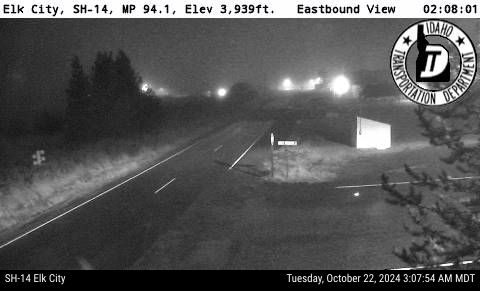 Elk City, SH-14, MP 94.1, Elev 3,939ft. Eastbound View 02:08:01
IDAHO
TRANSPORTATION DEPARTMENT
SH-14 Elk City Tuesday, October 22, 2024 3:07:54 AM MDT